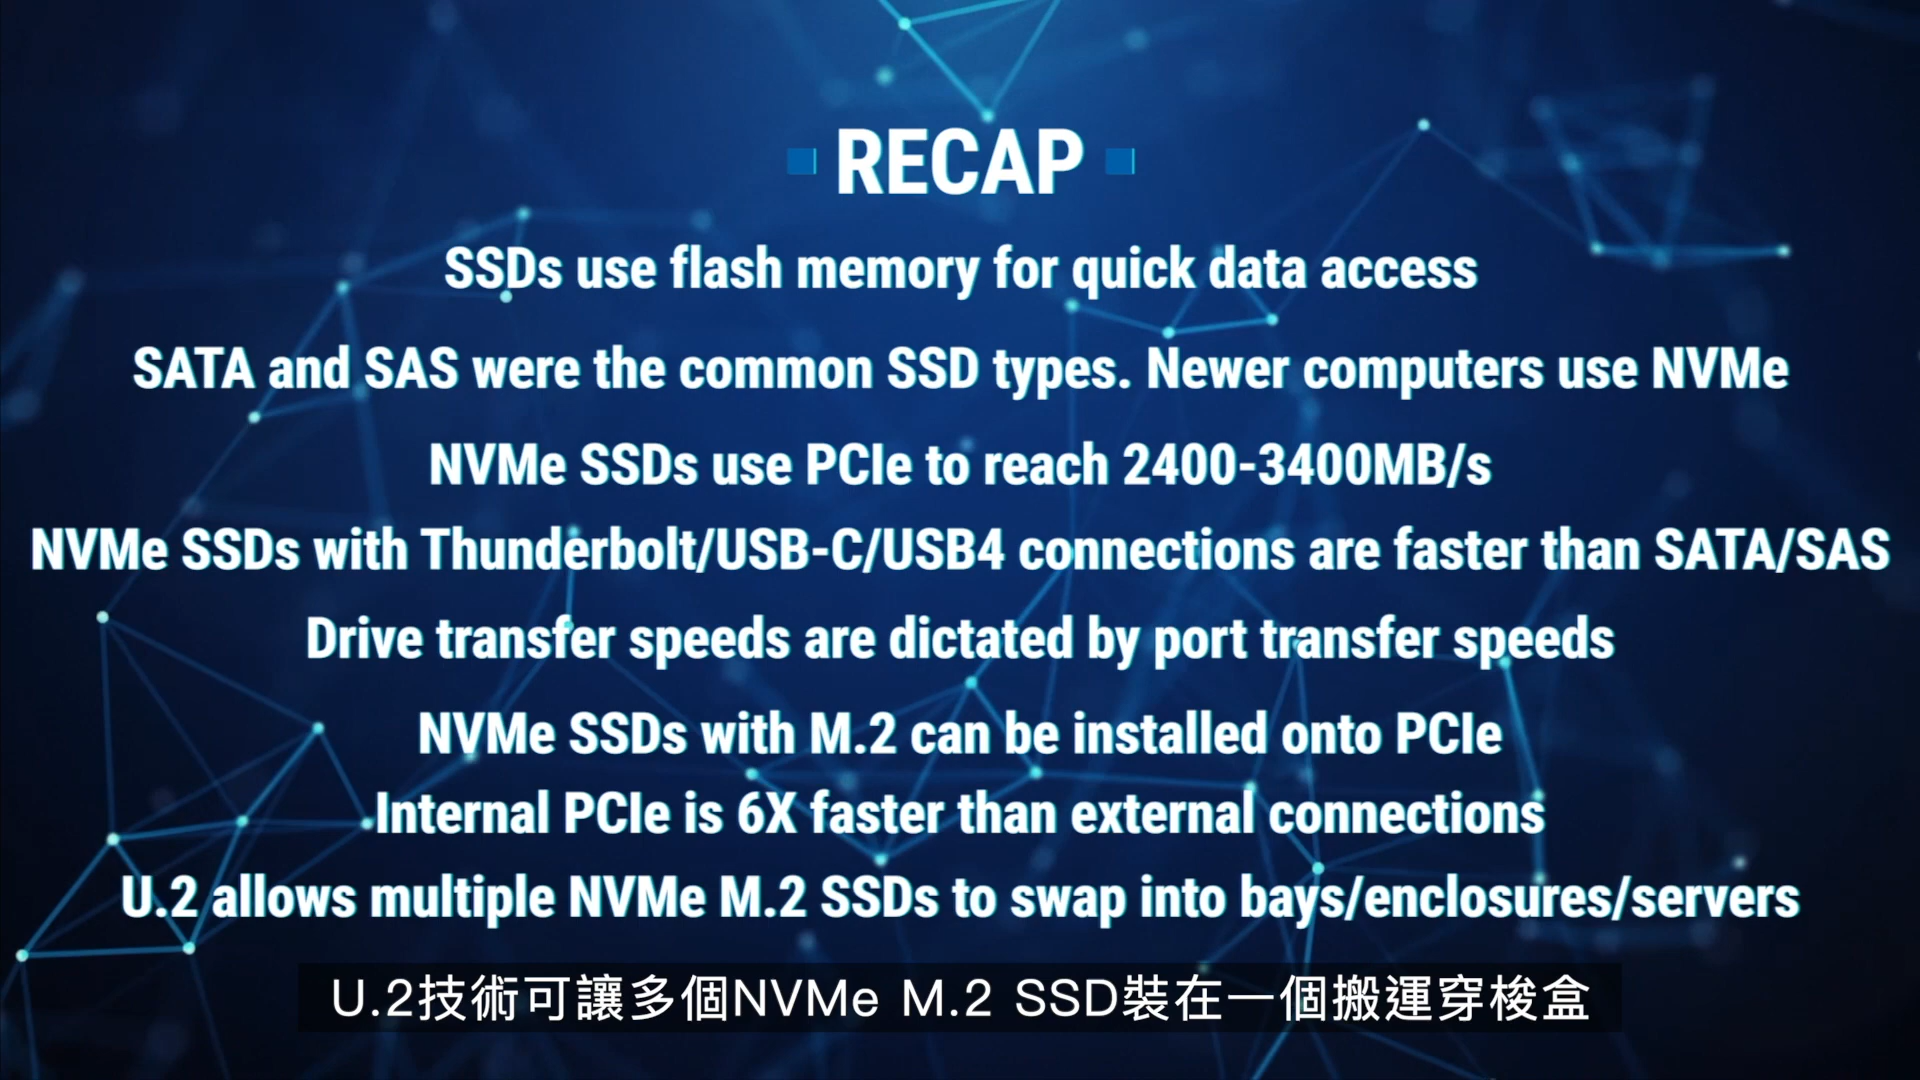 RECAP
SSDs use flash memory for quick data access
SATA and SAS were the common SSD types. Newer computers use NVMe
NVMe SSDs use PCIe to reach 2400-3400MB/s
NVMe SSDs with Thunderbolt/USB-C/USB4 connections are faster than SATA/SAS
Drive transfer speeds are dictated by port transfer speeds
NVMe SSDs with M.2 can be installed onto PCIe
Internal PCIe is 6X faster than external connections
U.2 allows multiple NVMe M.2 SSDs to swap into bays/enclosures/servers
U.2技術可讓多個NVMe M.2 SSD裝在一個搬運穿梭盒